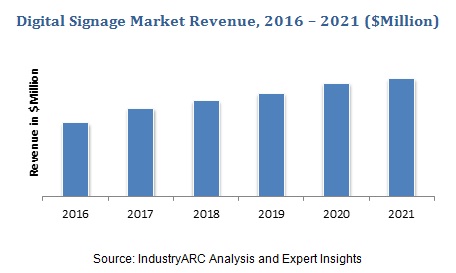 Digital Signage Market Revenue, 2016 – 2021 ($Million)
Revenue in $Million
2016 2017 2018 2019 2020 2021
Source: IndustryARC Analysis and Expert Insights